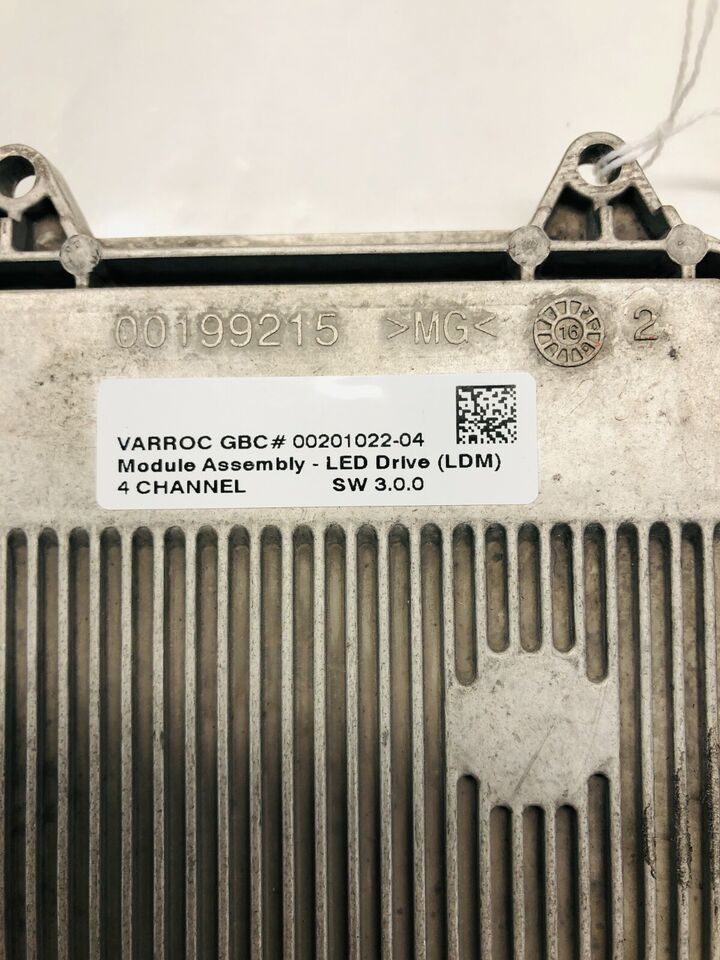 00199215 >MG< 16 2
VARROC GBC# 00201022-04
Module Assembly - LED Drive (LDM)
4 CHANNEL SW 3.0.0